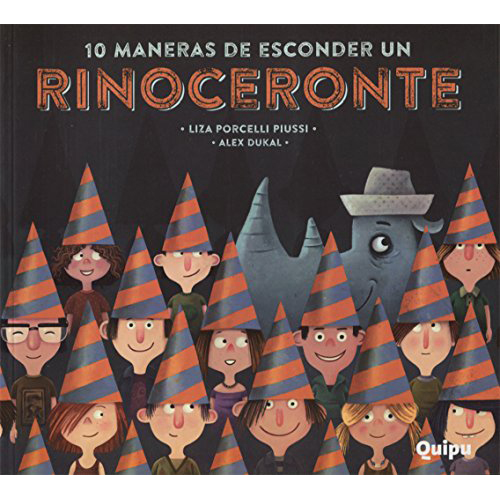 10 MANERAS DE ESCONDER UN
RINOCERONTE
• LIZA PORCELLI PIUSSI •
• ALEX DUKAL •
Quipu